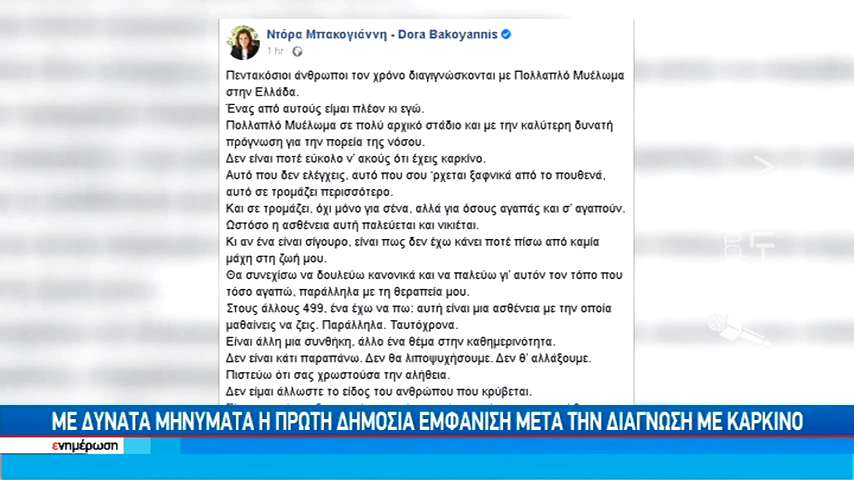 Ντόρα Μπακογιάννη - Dora Bakoyannis
1 hr
Πεντακόσιοι άνθρωποι τον χρόνο διαγιγνώσκονται με Πολλαπλό Μυέλωμα
στην Ελλάδα.
Ένας από αυτούς είμαι πλέον κι εγώ.
Πολλαπλό Μυέλωμα σε πολύ αρχικό στάδιο και με την καλύτερη δυνατή
πρόγνωση για την πορεία της νόσου.
Δεν είναι ποτέ εύκολο ν' ακούς ότι έχεις καρκίνο.
Αυτό που δεν ελέγχεις, αυτό που σου 'ρχεται ξαφνικά από το πουθενά,
αυτό σε τρομάζει περισσότερο.
Και σε τρομάζει, όχι μόνο για σένα, αλλά για όσους αγαπάς και σ' αγαπούν.
Ωστόσο η ασθένεια αυτή παλεύεται και νικιέται.
Κι αν ένα είναι σίγουρο, είναι πως δεν έχω κάνει ποτέ πίσω από καμία
μάχη στη ζωή μου.
Θα συνεχίσω να δουλεύω κανονικά και να παλεύω γι' αυτόν τον τόπο που
τόσο αγαπώ, παράλληλα με τη θεραπεία μου.
Στους άλλους 499, ένα έχω να πω: αυτή είναι μια ασθένεια με την οποία
μαθαίνεις να ζεις. Παράλληλα. Ταυτόχρονα.
Είναι άλλη μια συνθήκη, άλλο ένα θέμα στην καθημερινότητα.
Δεν είναι κάτι παραπάνω. Δεν θα λιποψυχήσουμε. Δεν θ' αλλάξουμε.
Πιστεύω ότι σας χρωστούσα την αλήθεια.
Δεν είμαι άλλωστε το είδος του ανθρώπου που κρύβεται.
ΜΕ ΔΥΝΑΤΑ ΜΗΝΥΜΑΤΑ Η ΠΡΩΤΗ ΔΗΜΟΣΙΑ ΕΜΦΑΝΙΣΗ ΜΕΤΑ ΤΗΝ ΔΙΑΓΝΩΣΗ ΜΕ ΚΑΡΚΙΝΟ
ενημέρωση